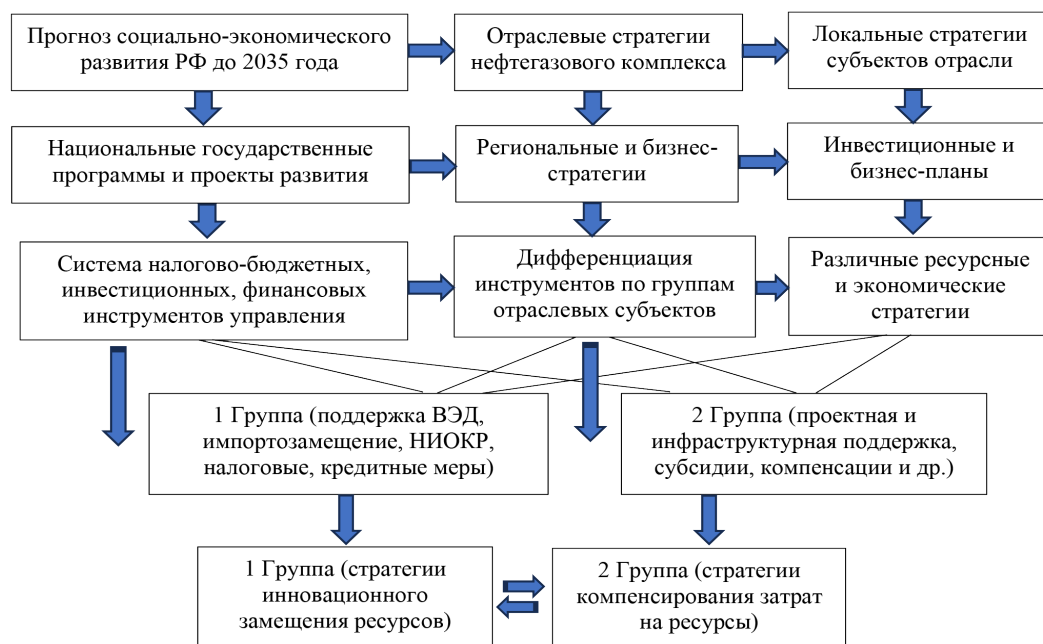 Прогноз социально-экономического
развития РФ до 2035 года
Отраслевые стратегии
нефтегазового комплекса
Локальные стратегии
субъектов отрасли
Национальные государственные
программы и проекты развития
Региональные и бизнес-
стратегии
Инвестиционные и
бизнес-планы
Система налогово-бюджетных,
инвестиционных, финансовых
инструментов управления
Дифференциация
инструментов по группам
отраслевых субъектов
Различные ресурсные
и экономические
стратегии
1 Группа (поддержка ВЭД,
импортозамещение, НИОКР,
налоговые, кредитные меры)
2 Группа (проектная и
инфраструктурная поддержка,
субсидии, компенсации и др.)
1 Группа (стратегии
инновационного
замещения ресурсов)
2 Группа (стратегии
компенсирования затрат
на ресурсы)